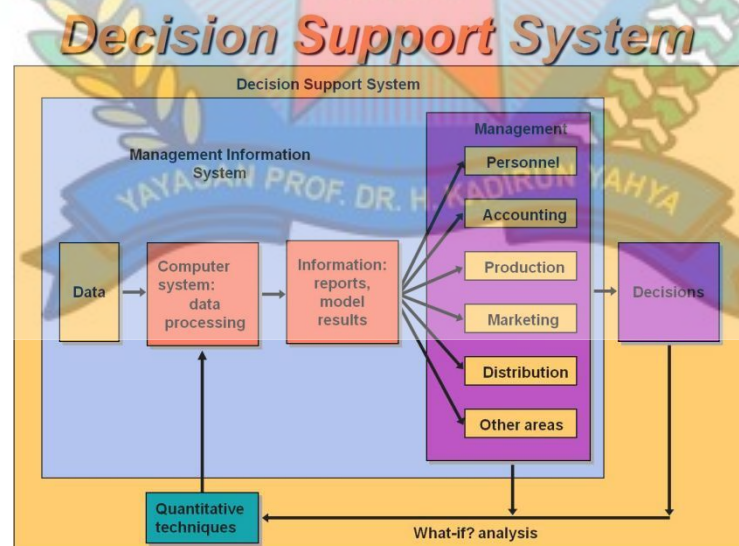 Decision Support System
Decision Support System
Management Information
System
Management
YAYASAN PROF. DR. H. KADIRUN YAHYA
Personnel
Accounting
Production
Marketing
Distribution
Other areas
Data
Computer
system:
data
processing
Information:
reports,
model
results
Decisions
Quantitative
techniques
What-if? analysis